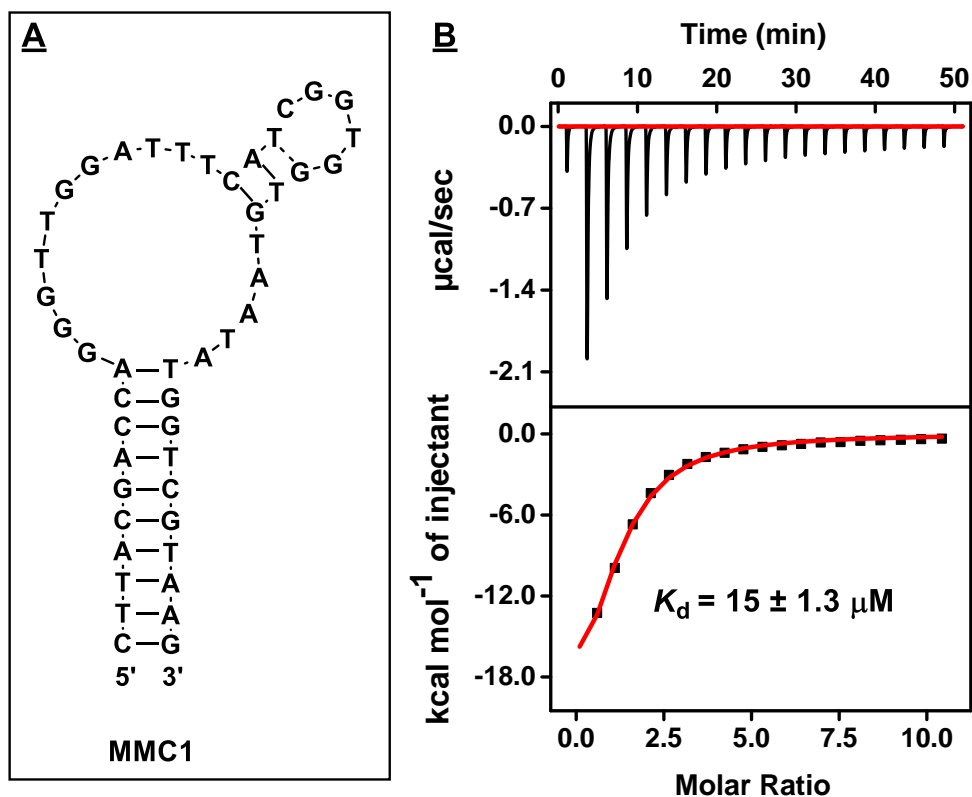 A
C G G
T T
A T T T C A G G
T G G C T
T G
G T
G A
G A
G T
A A
A T
C G
C G
A T
G C
C G
A T
T A
T A
C G
5' 3'
MMC1
B
Time (min)
0 10 20 30 40 50
0.0
-0.7
-1.4
-2.1
µcal/sec
0.0
-6.0
-12.0
-18.0
kcal mol⁻¹ of injectant
Kd = 15 ± 1.3 µM
0.0 2.5 5.0 7.5 10.0
Molar Ratio